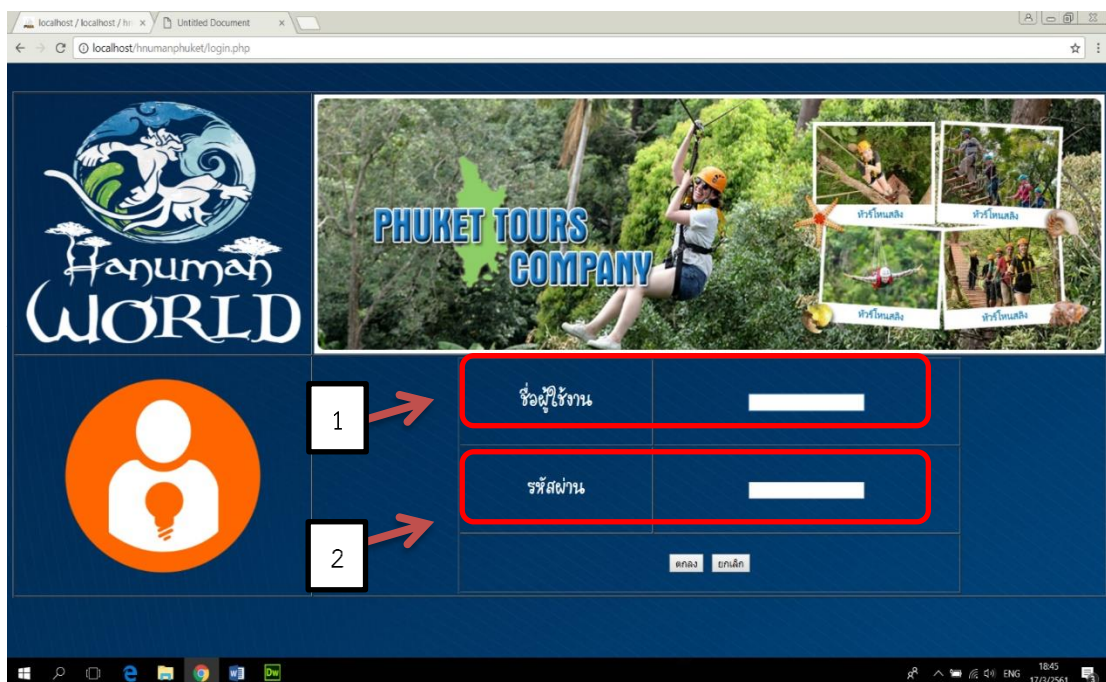 localhost / localhost / hn
Untitled Document
localhost/hnumanphuket/login.php
Hanuman
WORLD
PHUKET TOURS
COMPANY
ทัวร์โหนสลิง
ทัวร์โหนสลิง
ทัวร์โหนสลิง
ทัวร์โหนสลิง
1
ชื่อผู้ใช้งาน
2
รหัสผ่าน
ตกลง ยกเลิก
Dw
ENG
18:45
17/3/2561
3